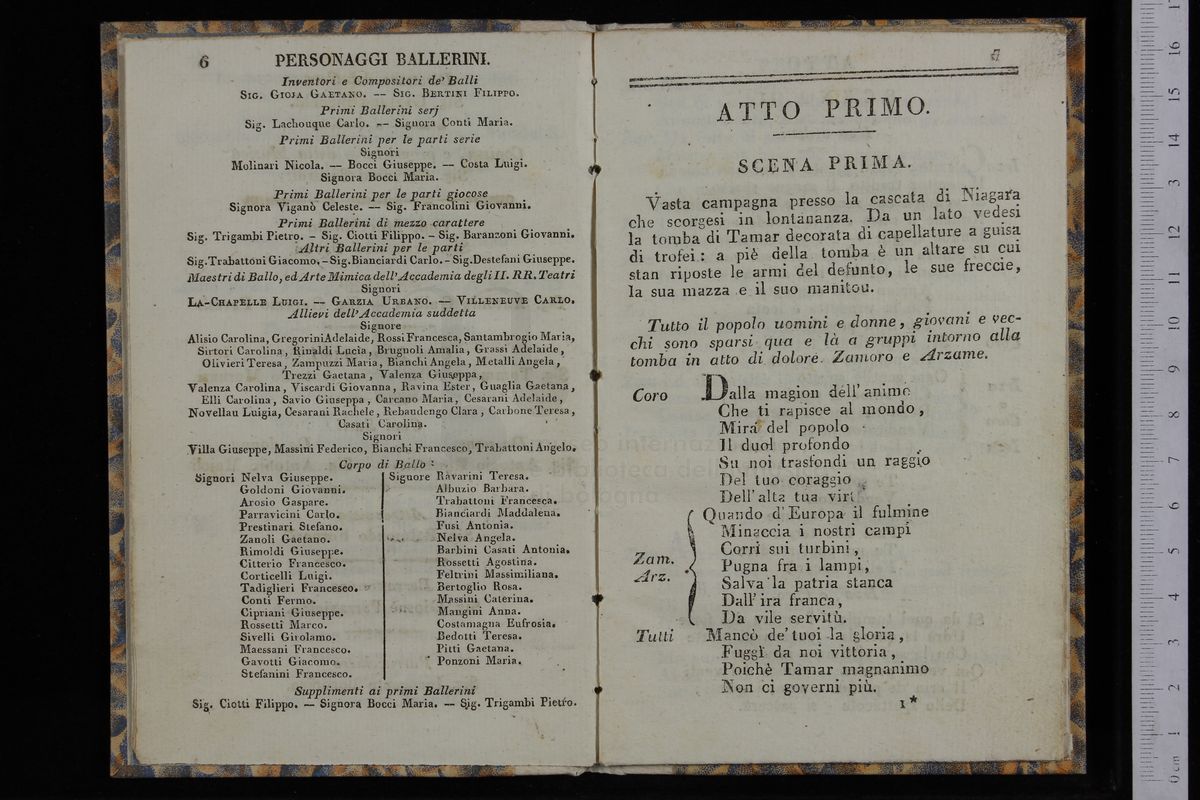 6
PERSONAGGI BALLERINI.
Inventori e Compositori de' Balli
SIG. GIOJA GAETANO. — SIG. BERTINI FILIPPO.
Primi Ballerini serj
Sig. Lachouque Carlo. — Signora Conti Maria.
Primi Ballerini per le parti serie
Signori
Molinari Nicola. — Bocci Giuseppe. — Costa Luigi.
Signora Bocci Maria.
Primi Ballerini per le parti giocose
Signora Viganò Celeste. — Sig. Francolini Giovanni.
Primi Ballerini di mezzo carattere
Sig. Trigambi Pietro. - Sig. Ciotti Filippo. - Sig. Baranzoni Giovanni.
Altri Ballerini per le parti
Sig. Trabattoni Giacomo. - Sig. Bianciardi Carlo. - Sig. Destefani Giuseppe.
Maestri di Ballo, ed Arte Mimica dell'Accademia degli II. RR. Teatri
Signori
LA-CHAPELLE LUIGI. — GARZIA URBANO. — VILLENEUVE CARLO.
Allievi dell'Accademia suddetta
Signore
Alisio Carolina, Gregorini Adelaide, Rossi Francesca, Santambrogio Maria,
Sirtori Carolina, Rinaldi Lucia, Brugnoli Amalia, Grassi Adelaide,
Olivieri Teresa, Zampuzzi Maria, Bianchi Angela, Metalli Angela,
Trezzi Gaetana, Valenza Giuseppa,
Valenza Carolina, Viscardi Giovanna, Ravina Ester, Guaglia Gaetana,
Elli Carolina, Savio Giuseppa, Carcano Maria, Cesarani Adelaide,
Novellau Luigia, Cesarani Rachele, Rebaudengo Clara, Carbone Teresa,
Casati Carolina.
Signori
Villa Giuseppe, Massini Federico, Bianchi Francesco, Trabattoni Angelo.
Corpo di Ballo
Signori Nelva Giuseppe.
Goldoni Giovanni.
Arosio Gaspare.
Parravicini Carlo.
Prestinari Stefano.
Zanoli Gaetano.
Rimoldi Giuseppe.
Citterio Francesco.
Corticelli Luigi.
Tadiglieri Francesco.
Conti Fermo.
Cipriani Giuseppe.
Rossetti Marco.
Sivelli Girolamo.
Maessani Francesco.
Gavotti Giacomo.
Stefanini Francesco.
Signore Ravarini Teresa.
Albuzio Barbara.
Trabattoni Francesca.
Bianciardi Maddalena.
Fusi Antonia.
Nelva Angela.
Barbini Casati Antonia.
Rossetti Agostina.
Feltrini Massimiliana.
Bertoglio Rosa.
Massini Caterina.
Mangini Anna.
Costamagna Eufrosia.
Bedotti Teresa.
Pitti Gaetana.
Ponzoni Maria.
Supplimenti ai primi Ballerini
Sig. Ciotti Filippo. — Signora Bocci Maria. — Sig. Trigambi Pietro.
7
ATTO PRIMO.
SCENA PRIMA.
Vasta campagna presso la cascata di Niagara
che scorgesi in lontananza. Da un lato vedesi
la tomba di Tamar decorata di capellature a guisa
di trofei: a piè della tomba è un altare su cui
stan riposte le armi del defunto, le sue freccie,
la sua mazza e il suo manitou.
Tutto il popolo uomini e donne, giovani e vec-
chi sono sparsi qua e là a gruppi intorno alla
tomba in atto di dolore. Zamoro e Arzame.
Coro Dalla magion dell'anime
Che ti rapisce al mondo,
Mira del popolo
Il duol profondo
Su noi trasfondi un raggio
Del tuo coraggio
Dell'alta tua virt
Zam. Arz. Quando d'Europa il fulmine
Minaccia i nostri campi
Corri sui turbini,
Pugna fra i lampi,
Salva la patria stanca
Dall'ira franca,
Da vile servitù.
Tutti Mancò de' tuoi la gloria,
Fuggì da noi vittoria,
Poichè Tamar magnanimo
Non ci governi più.
1*